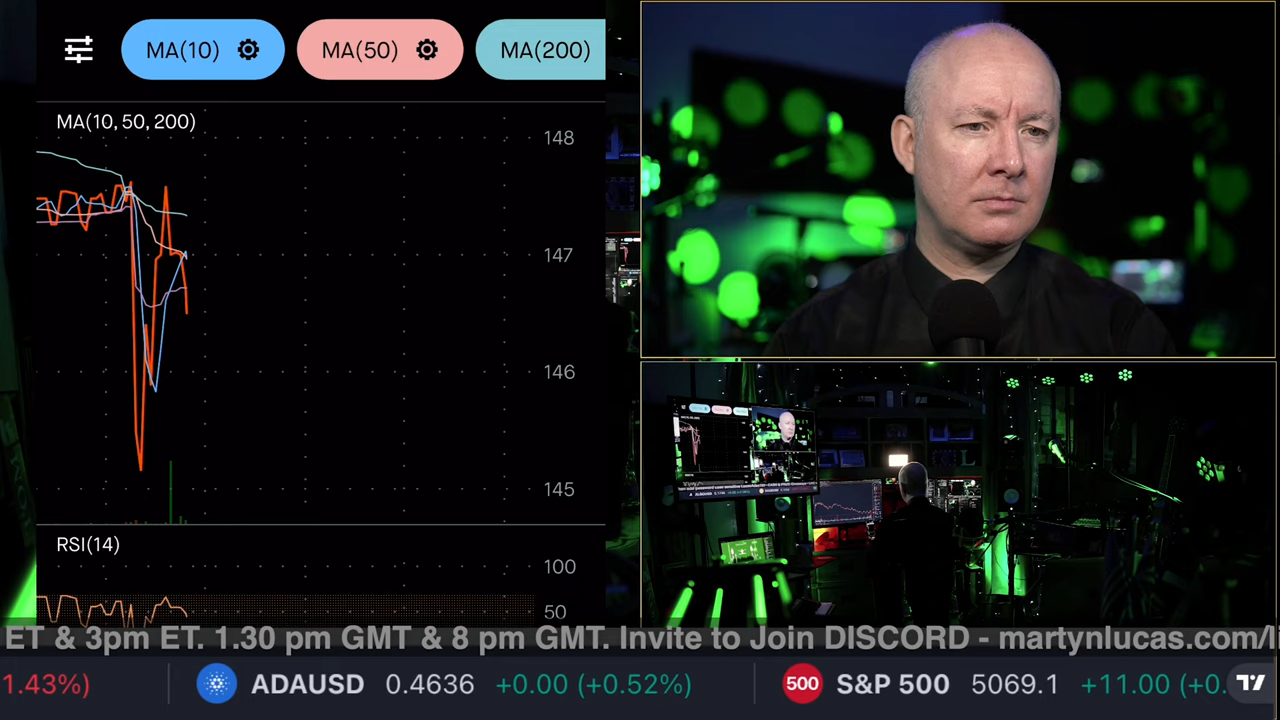 MA(10)
MA(50)
MA(200)
MA(10, 50, 200)
148
147
146
145
RSI(14)
100
50
ET & 3pm ET. 1.30 pm GMT & 8 pm GMT. Invite to Join DISCORD - martynlucas.com/
1.43%) ADAUSD 0.4636 +0.00 (+0.52%) 500 S&P 500 5069.1 +11.00 (+0.